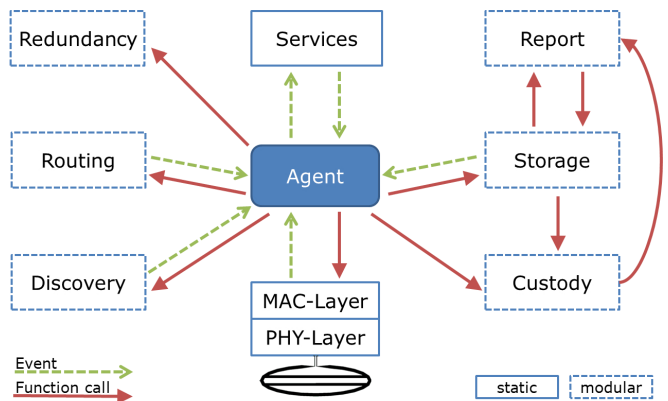 Redundancy
Services
Report
Routing
Agent
Storage
Discovery
MAC-Layer
Custody
PHY-Layer
Event
Function call
static
modular